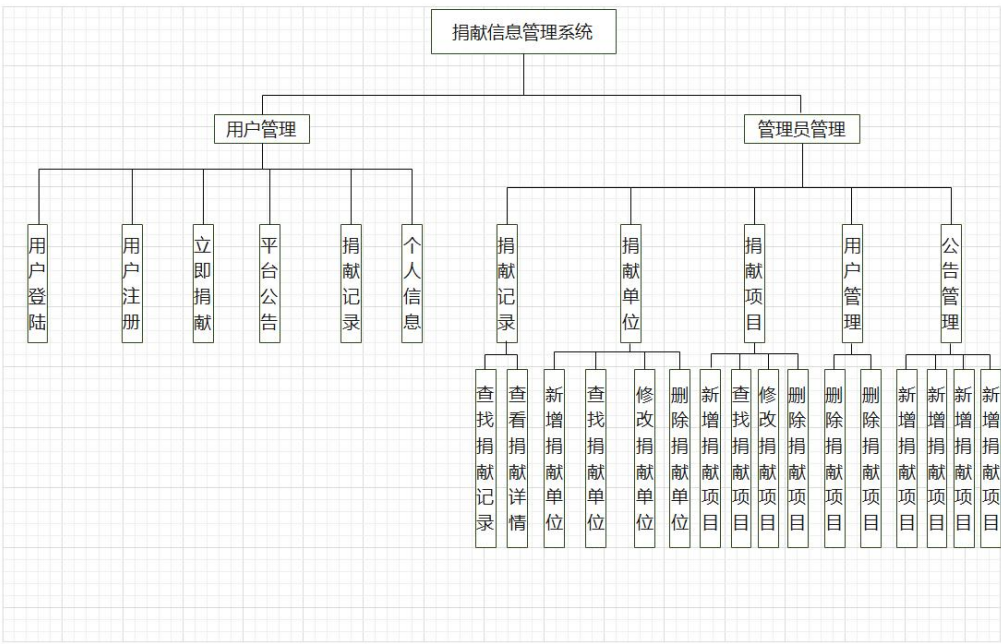 捐献信息管理系统
用户管理
管理员管理
用户登陆
用户注册
立即捐献
平台公告
捐献记录
个人信息
捐献记录
捐献单位
捐献项目
用户管理
公告管理
查找捐献记录
查看捐献详情
新增捐献单位
查找捐献单位
修改捐献单位
删除捐献单位
新增捐献项目
查找捐献项目
修改捐献项目
删除捐献项目
删除捐献项目
删除捐献项目
新增捐献项目
新增捐献项目
新增捐献项目
新增捐献项目